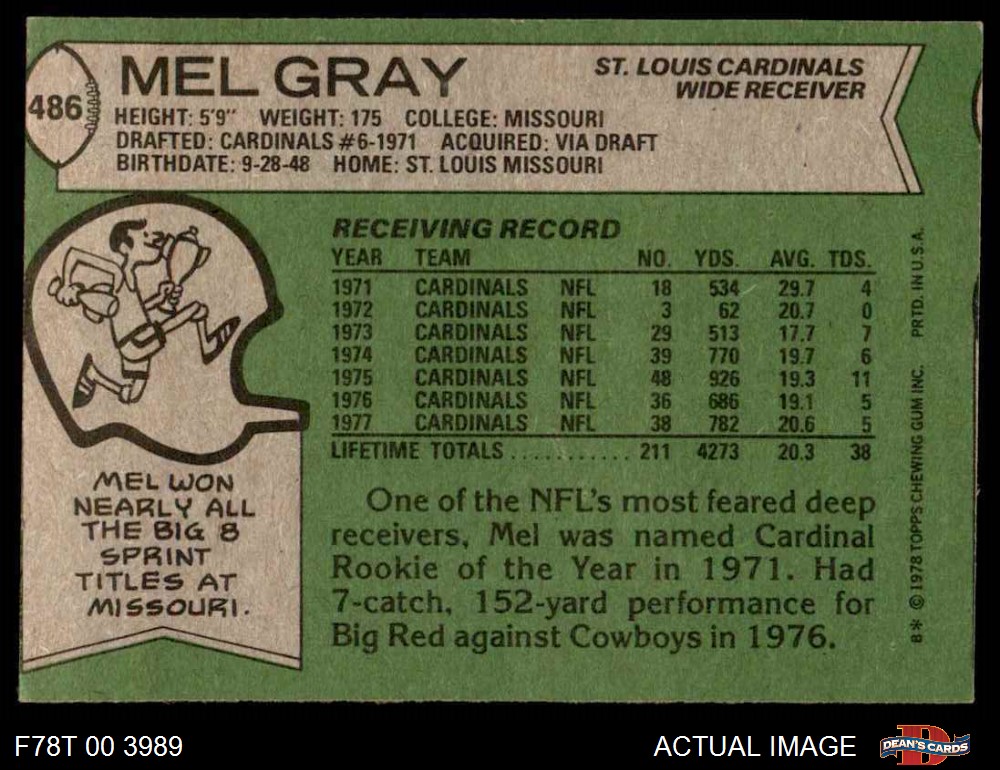 486
MEL GRAY
ST. LOUIS CARDINALS
WIDE RECEIVER
HEIGHT: 5'9" WEIGHT: 175 COLLEGE: MISSOURI
DRAFTED: CARDINALS #6-1971 ACQUIRED: VIA DRAFT
BIRTHDATE: 9-28-48 HOME: ST. LOUIS MISSOURI
RECEIVING RECORD
YEAR TEAM NO. YDS. AVG. TDS.
1971 CARDINALS NFL 18 534 29.7 4
1972 CARDINALS NFL 3 62 20.7 0
1973 CARDINALS NFL 29 513 17.7 7
1974 CARDINALS NFL 39 770 19.7 6
1975 CARDINALS NFL 48 926 19.3 11
1976 CARDINALS NFL 36 686 19.1 5
1977 CARDINALS NFL 38 782 20.6 5
LIFETIME TOTALS ........... 211 4273 20.3 38
MEL WON
NEARLY ALL
THE BIG 8
SPRINT
TITLES AT
MISSOURI.
One of the NFL's most feared deep
receivers, Mel was named Cardinal
Rookie of the Year in 1971. Had
7-catch, 152-yard performance for
Big Red against Cowboys in 1976.
8* © 1978 TOPPS CHEWING GUM INC. PRTD. IN U.S.A.
F78T 00 3989
ACTUAL IMAGE
DEAN'S CARDS